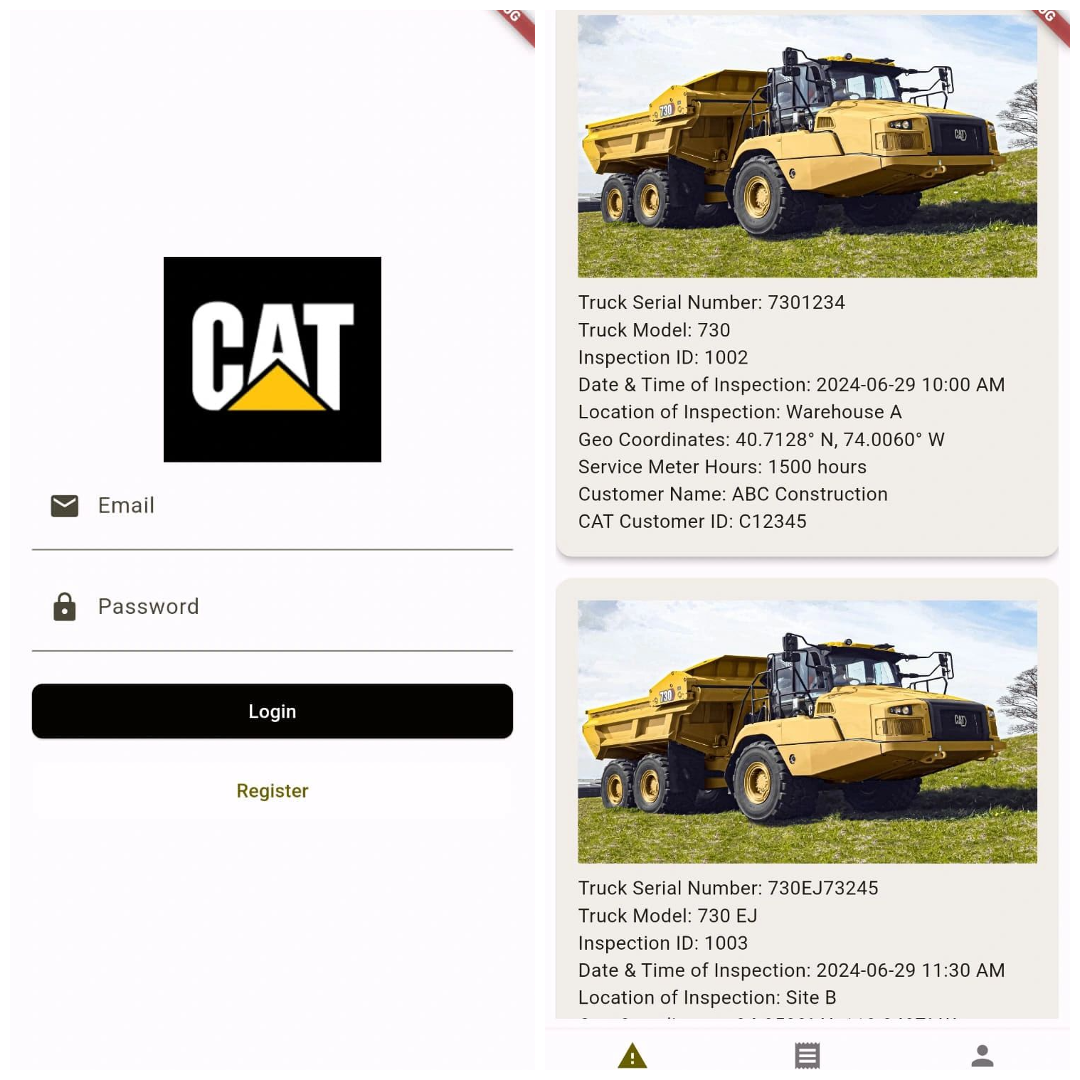 CAT
Email
Password
Login
Register
730
CAT
Truck Serial Number: 7301234
Truck Model: 730
Inspection ID: 1002
Date & Time of Inspection: 2024-06-29 10:00 AM
Location of Inspection: Warehouse A
Geo Coordinates: 40.7128° N, 74.0060° W
Service Meter Hours: 1500 hours
Customer Name: ABC Construction
CAT Customer ID: C12345
730
CAT
Truck Serial Number: 730EJ73245
Truck Model: 730 EJ
Inspection ID: 1003
Date & Time of Inspection: 2024-06-29 11:30 AM
Location of Inspection: Site B